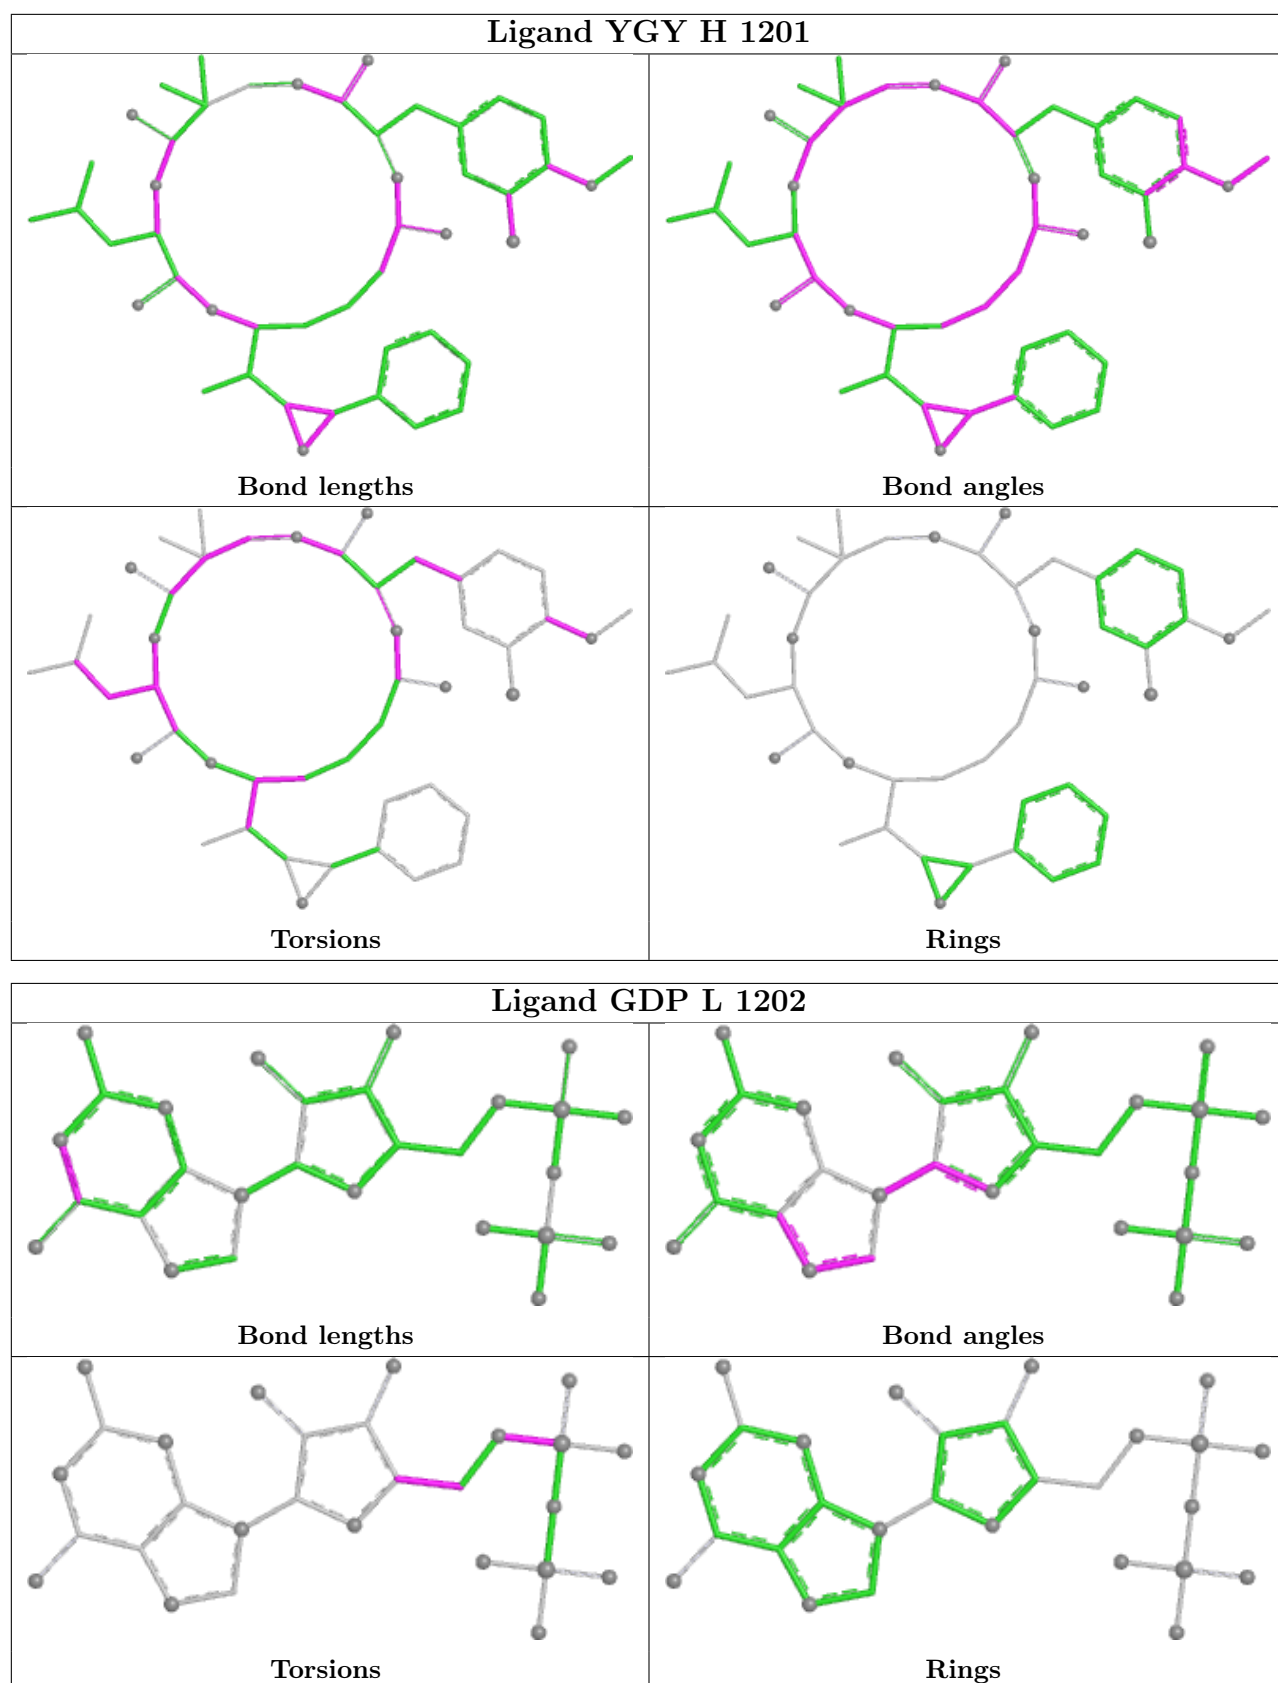 Ligand YGY H 1201
Bond lengths
Bond angles
Torsions
Rings
Ligand GDP L 1202
Bond lengths
Bond angles
Torsions
Rings